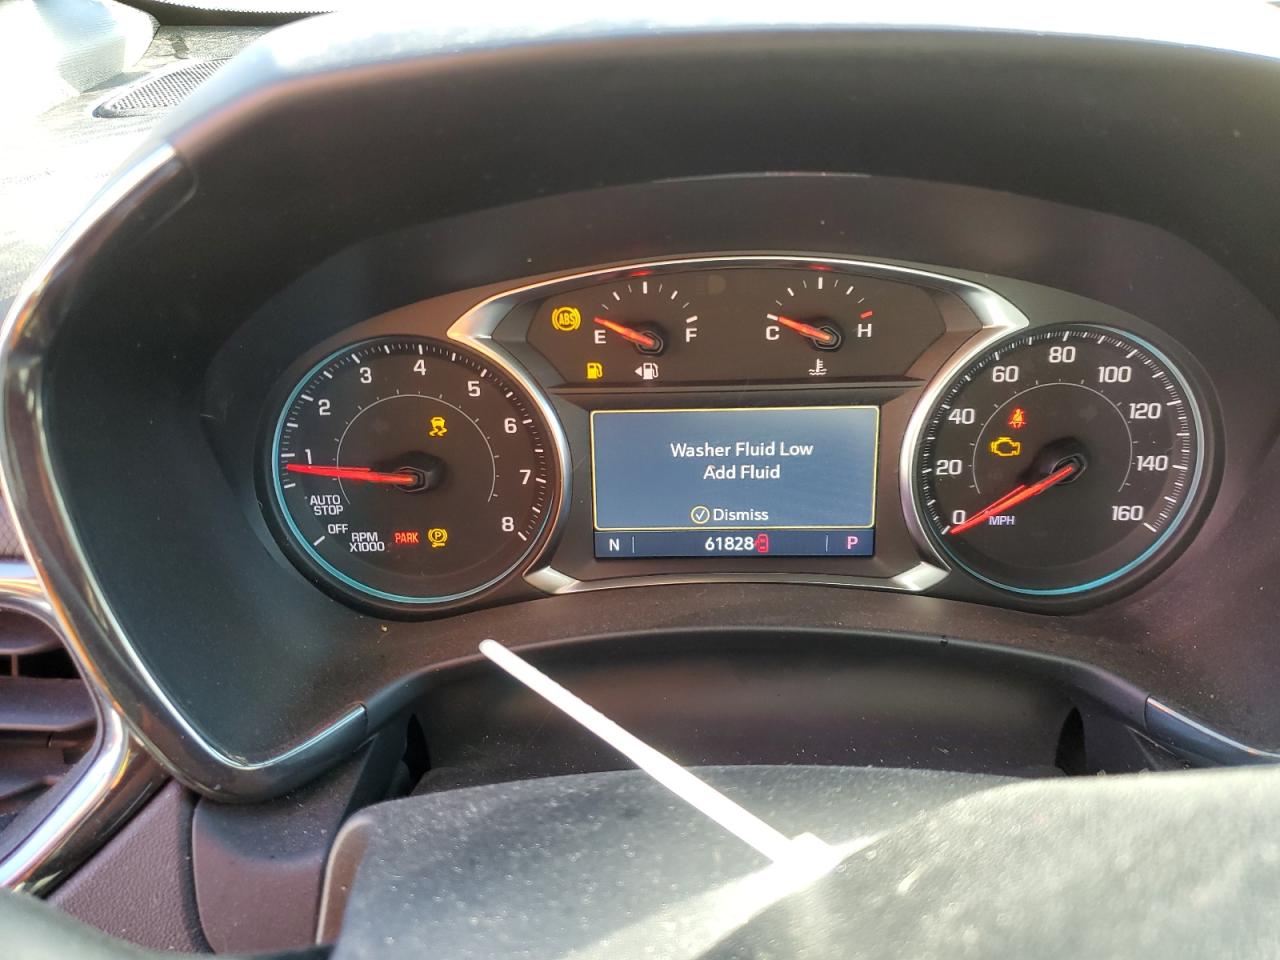 ABS
E
F
C
H
1
2
3
4
5
6
7
8
AUTO
STOP
OFF
RPM
X1000
PARK
P
Washer Fluid Low
Add Fluid
Dismiss
N
61828
P
0
20
40
60
80
100
120
140
160
MPH